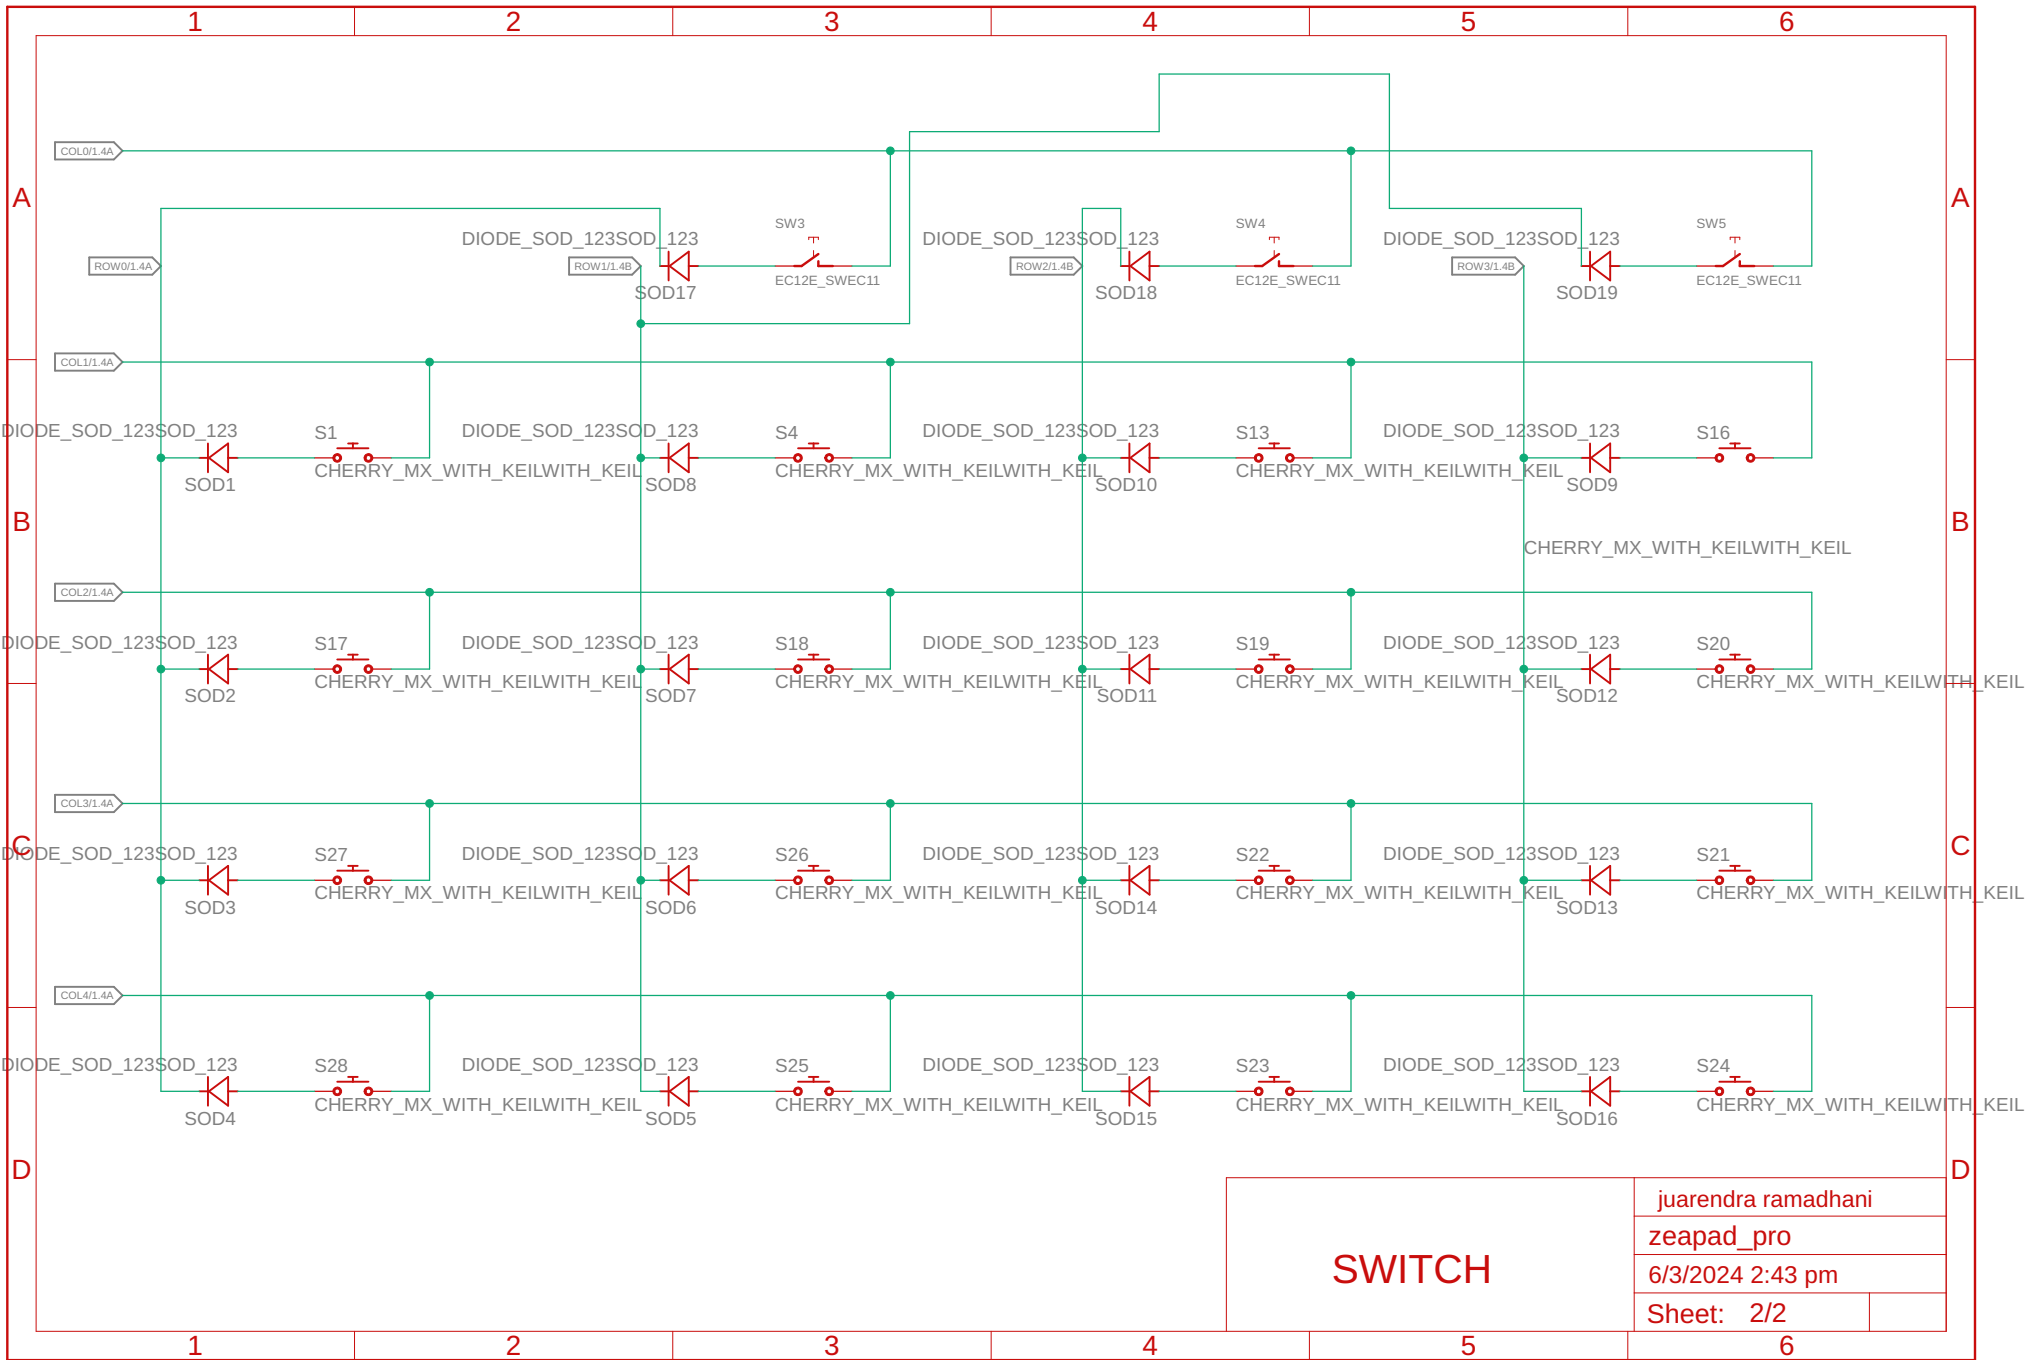 1 2 3 4 5 6
COL0/1.4A
A A
SW3 SW4 SW5
DIODE_SOD_123SOD_123 DIODE_SOD_123SOD_123 DIODE_SOD_123SOD_123
ROW0/1.4A ROW1/1.4B ROW2/1.4B ROW3/1.4B
EC12E_SWEC11 EC12E_SWEC11 EC12E_SWEC11
SOD17 SOD18 SOD19
COL1/1.4A
DIODE_SOD_123SOD_123 S1 DIODE_SOD_123SOD_123 S4 DIODE_SOD_123SOD_123 S13 DIODE_SOD_123SOD_123 S16
CHERRY_MX_WITH_KEILWITH_KEIL CHERRY_MX_WITH_KEILWITH_KEIL CHERRY_MX_WITH_KEILWITH_KEIL
SOD1 SOD8 SOD10 SOD9
B B
CHERRY_MX_WITH_KEILWITH_KEIL
COL2/1.4A
DIODE_SOD_123SOD_123 S17 DIODE_SOD_123SOD_123 S18 DIODE_SOD_123SOD_123 S19 DIODE_SOD_123SOD_123 S20
CHERRY_MX_WITH_KEILWITH_KEIL CHERRY_MX_WITH_KEILWITH_KEIL CHERRY_MX_WITH_KEILWITH_KEIL CHERRY_MX_WITH_KEILWITH_KEIL
SOD2 SOD7 SOD11 SOD12
COL3/1.4A
C C
DIODE_SOD_123SOD_123 S27 DIODE_SOD_123SOD_123 S26 DIODE_SOD_123SOD_123 S22 DIODE_SOD_123SOD_123 S21
CHERRY_MX_WITH_KEILWITH_KEIL CHERRY_MX_WITH_KEILWITH_KEIL CHERRY_MX_WITH_KEILWITH_KEIL CHERRY_MX_WITH_KEILWITH_KEIL
SOD3 SOD6 SOD14 SOD13
COL4/1.4A
DIODE_SOD_123SOD_123 S28 DIODE_SOD_123SOD_123 S25 DIODE_SOD_123SOD_123 S23 DIODE_SOD_123SOD_123 S24
CHERRY_MX_WITH_KEILWITH_KEIL CHERRY_MX_WITH_KEILWITH_KEIL CHERRY_MX_WITH_KEILWITH_KEIL CHERRY_MX_WITH_KEILWITH_KEIL
SOD4 SOD5 SOD15 SOD16
D D
SWITCH
juarendra ramadhani
zeapad_pro
6/3/2024 2:43 pm
Sheet: 2/2
1 2 3 4 5 6